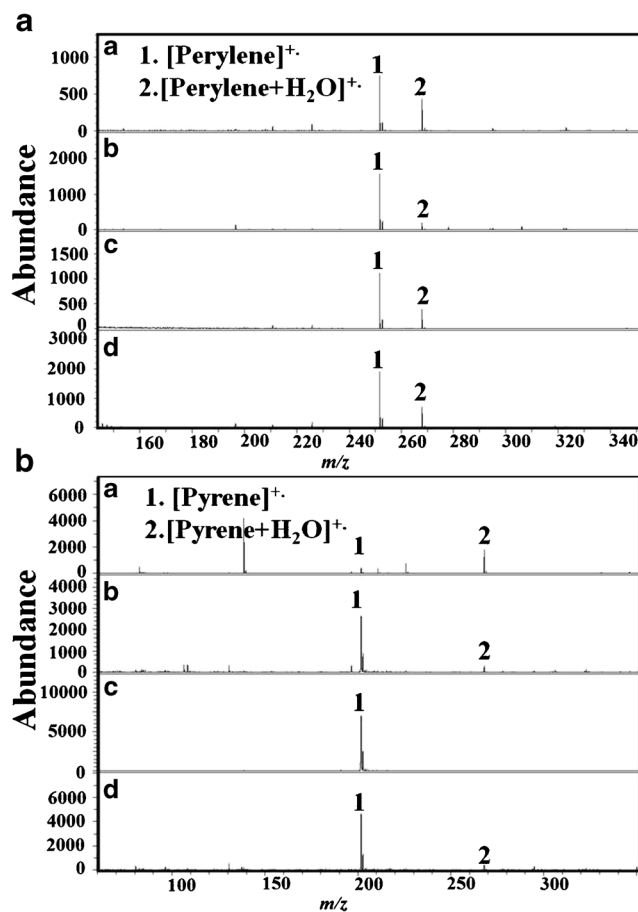 a
a
1. [Perylene]+·
2.[Perylene+H2O]+·
1000
500
0
1
2
b
2000
1000
0
1
2
c
1500
1000
500
0
1
2
d
3000
2000
1000
0
1
2
Abundance
160 180 200 220 240 260 280 300 320 340
m/z
b
a
1. [Pyrene]+·
2.[Pyrene+H2O]+·
6000
4000
2000
0
1
2
b
4000
3000
2000
1000
0
1
2
c
10000
5000
0
1
d
6000
4000
2000
0
1
2
Abundance
100 150 200 250 300
m/z